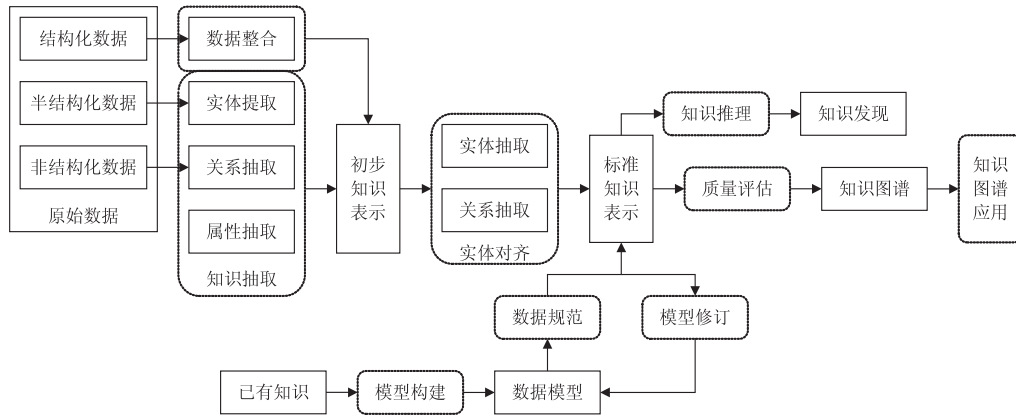 结构化数据
半结构化数据
非结构化数据
原始数据
数据整合
实体提取
关系抽取
属性抽取
知识抽取
初步
知识
表示
实体抽取
关系抽取
实体对齐
标准
知识
表示
知识推理
知识发现
质量评估
知识图谱
知识
图谱
应用
数据规范
模型修订
已有知识
模型构建
数据模型